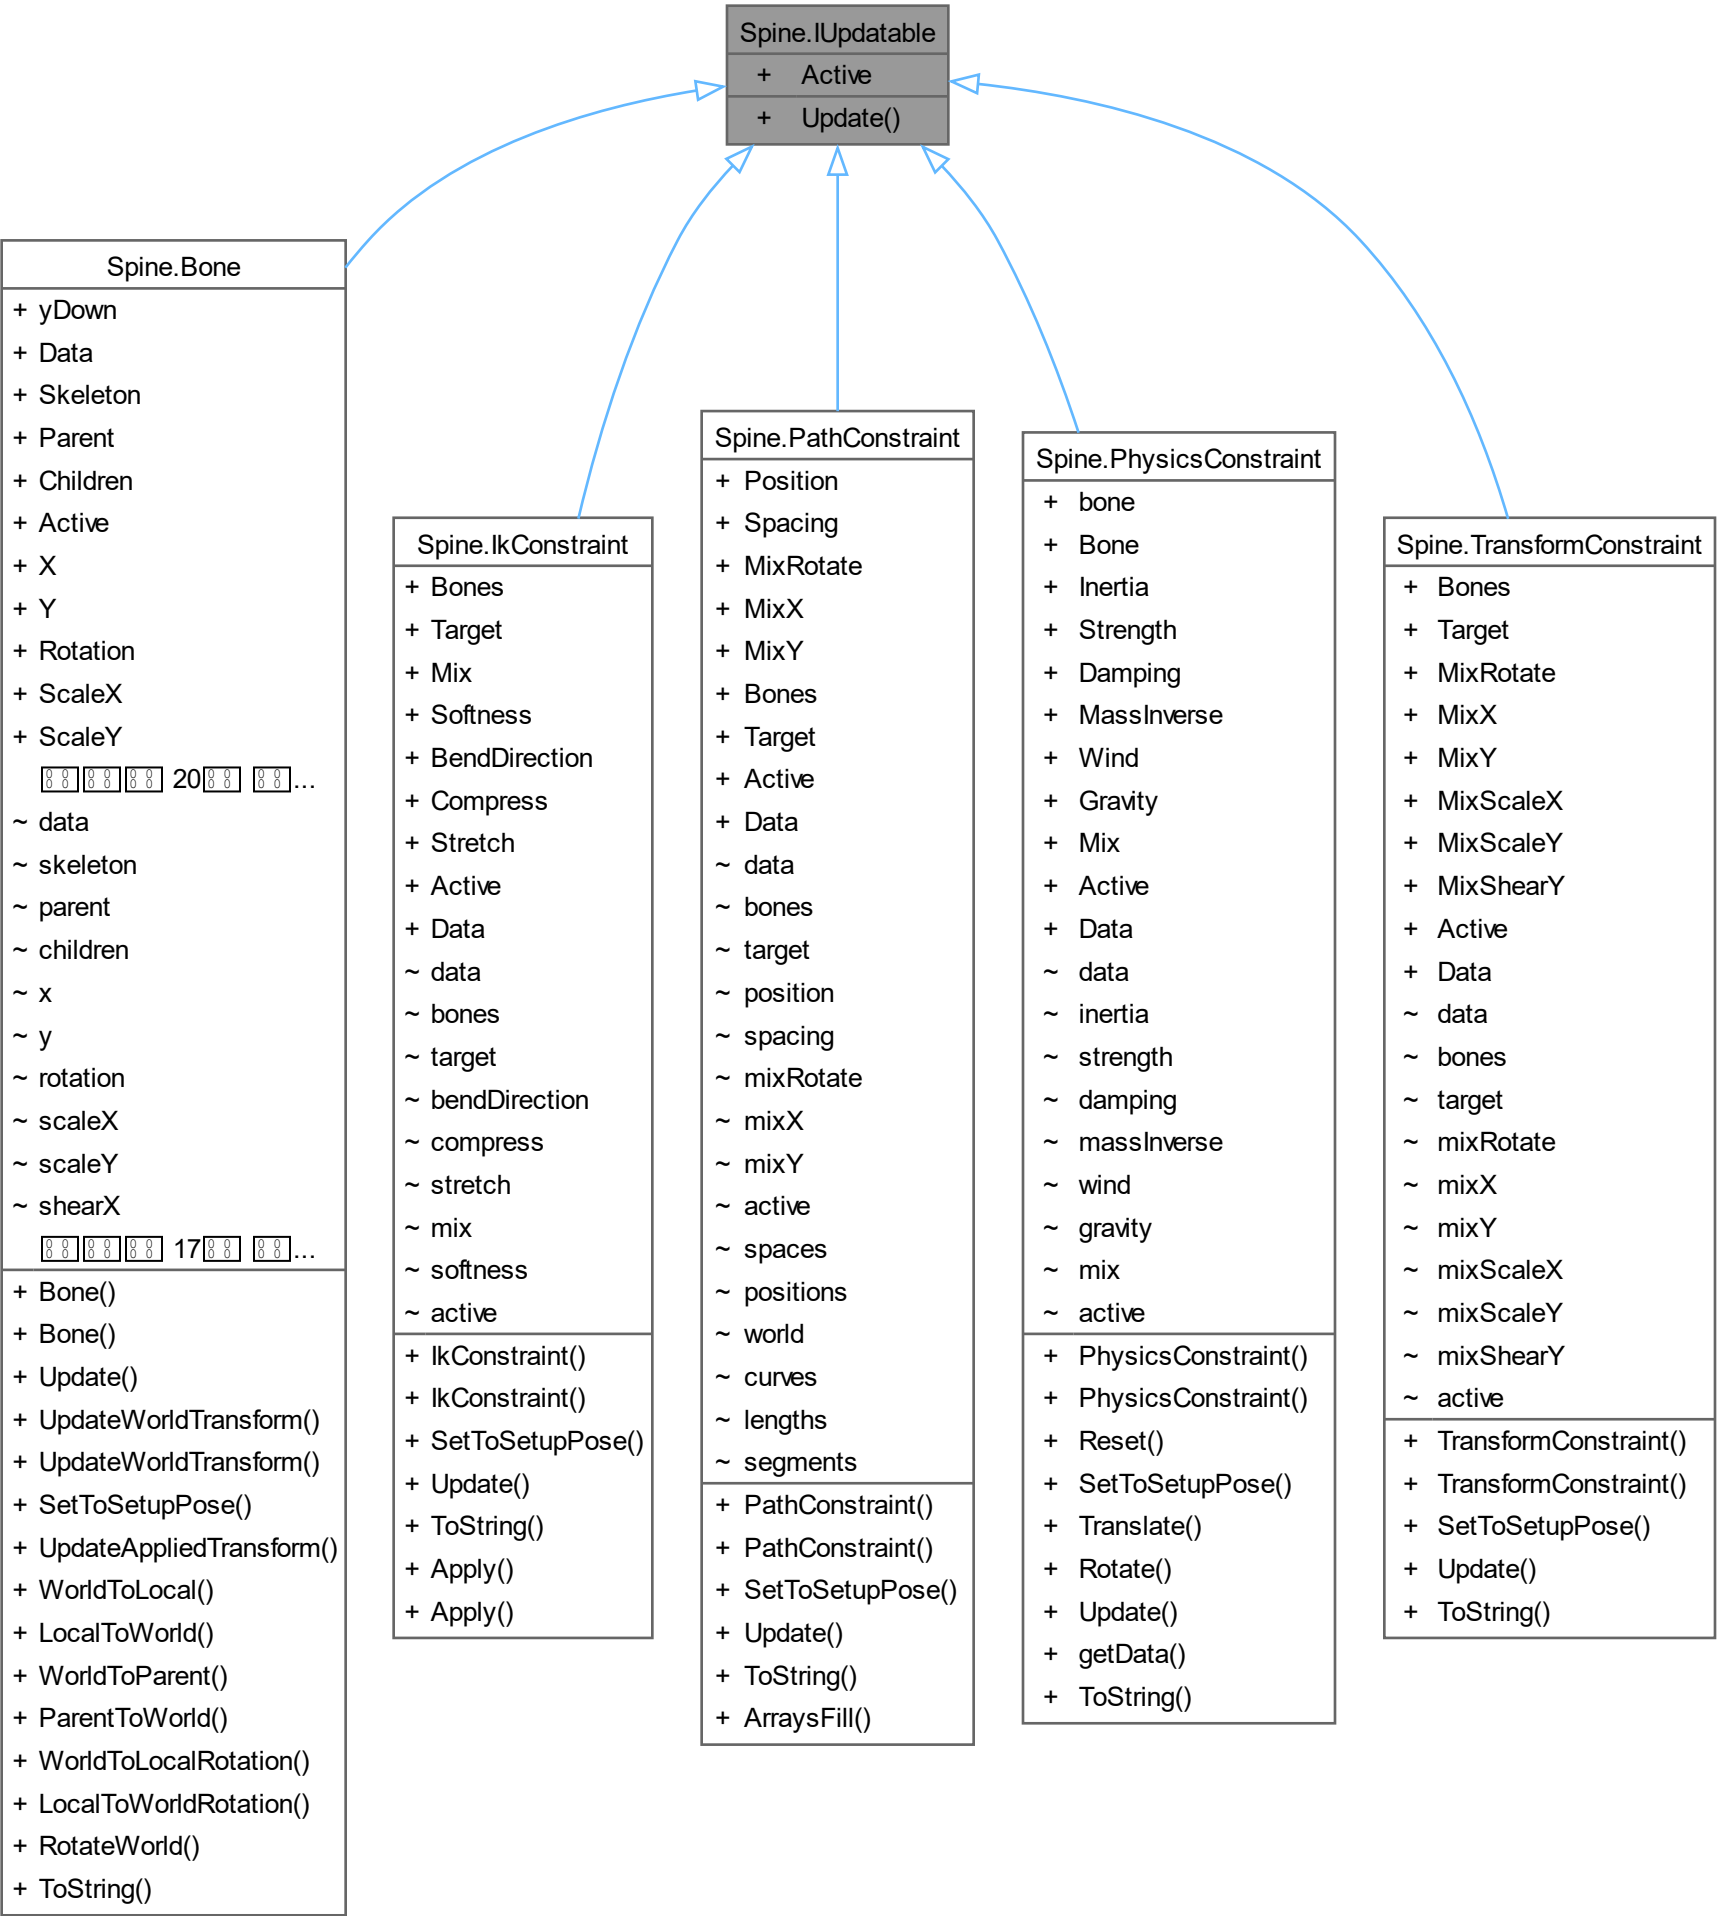 Spine.IUpdatable
+ Active
+ Update()
Spine.Bone
+ yDown
+ Data
+ Skeleton
+ Parent
+ Children
+ Active
+ X
+ Y
+ Rotation
+ ScaleX
+ ScaleY
20 ...
~ data
~ skeleton
~ parent
~ children
~ x
~ y
~ rotation
~ scaleX
~ scaleY
~ shearX
17 ...
+ Bone()
+ Bone()
+ Update()
+ UpdateWorldTransform()
+ UpdateWorldTransform()
+ SetToSetupPose()
+ UpdateAppliedTransform()
+ WorldToLocal()
+ LocalToWorld()
+ WorldToParent()
+ ParentToWorld()
+ WorldToLocalRotation()
+ LocalToWorldRotation()
+ RotateWorld()
+ ToString()
Spine.IkConstraint
+ Bones
+ Target
+ Mix
+ Softness
+ BendDirection
+ Compress
+ Stretch
+ Active
+ Data
~ data
~ bones
~ target
~ bendDirection
~ compress
~ stretch
~ mix
~ softness
~ active
+ IkConstraint()
+ IkConstraint()
+ SetToSetupPose()
+ Update()
+ ToString()
+ Apply()
+ Apply()
Spine.PathConstraint
+ Position
+ Spacing
+ MixRotate
+ MixX
+ MixY
+ Bones
+ Target
+ Active
+ Data
~ data
~ bones
~ target
~ position
~ spacing
~ mixRotate
~ mixX
~ mixY
~ active
~ spaces
~ positions
~ world
~ curves
~ lengths
~ segments
+ PathConstraint()
+ PathConstraint()
+ SetToSetupPose()
+ Update()
+ ToString()
+ ArraysFill()
Spine.PhysicsConstraint
+ bone
+ Bone
+ Inertia
+ Strength
+ Damping
+ MassInverse
+ Wind
+ Gravity
+ Mix
+ Active
+ Data
~ data
~ inertia
~ strength
~ damping
~ massInverse
~ wind
~ gravity
~ mix
~ active
+ PhysicsConstraint()
+ PhysicsConstraint()
+ Reset()
+ SetToSetupPose()
+ Translate()
+ Rotate()
+ Update()
+ getData()
+ ToString()
Spine.TransformConstraint
+ Bones
+ Target
+ MixRotate
+ MixX
+ MixY
+ MixScaleX
+ MixScaleY
+ MixShearY
+ Active
+ Data
~ data
~ bones
~ target
~ mixRotate
~ mixX
~ mixY
~ mixScaleX
~ mixScaleY
~ mixShearY
~ active
+ TransformConstraint()
+ TransformConstraint()
+ SetToSetupPose()
+ Update()
+ ToString()